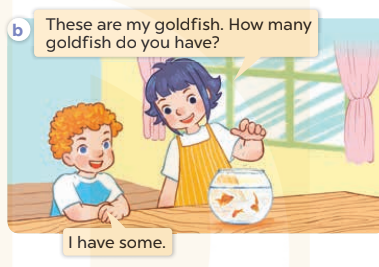 b
These are my goldfish. How many
goldfish do you have?
I have some.